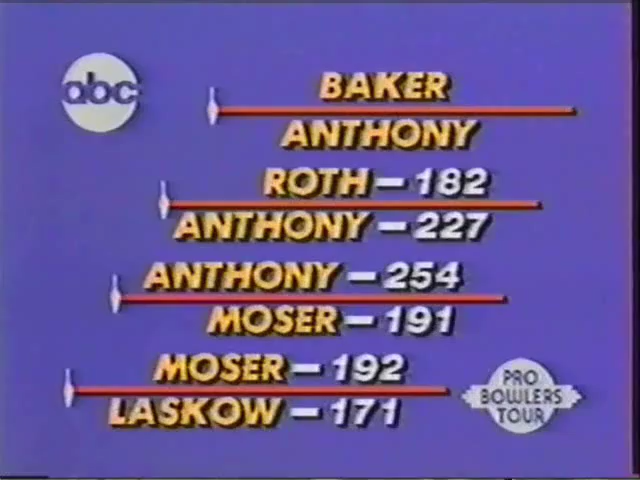 abc
BAKER
ANTHONY
ROTH – 182
ANTHONY – 227
ANTHONY – 254
MOSER – 191
MOSER – 192
LASKOW – 171
PRO
BOWLERS
TOUR